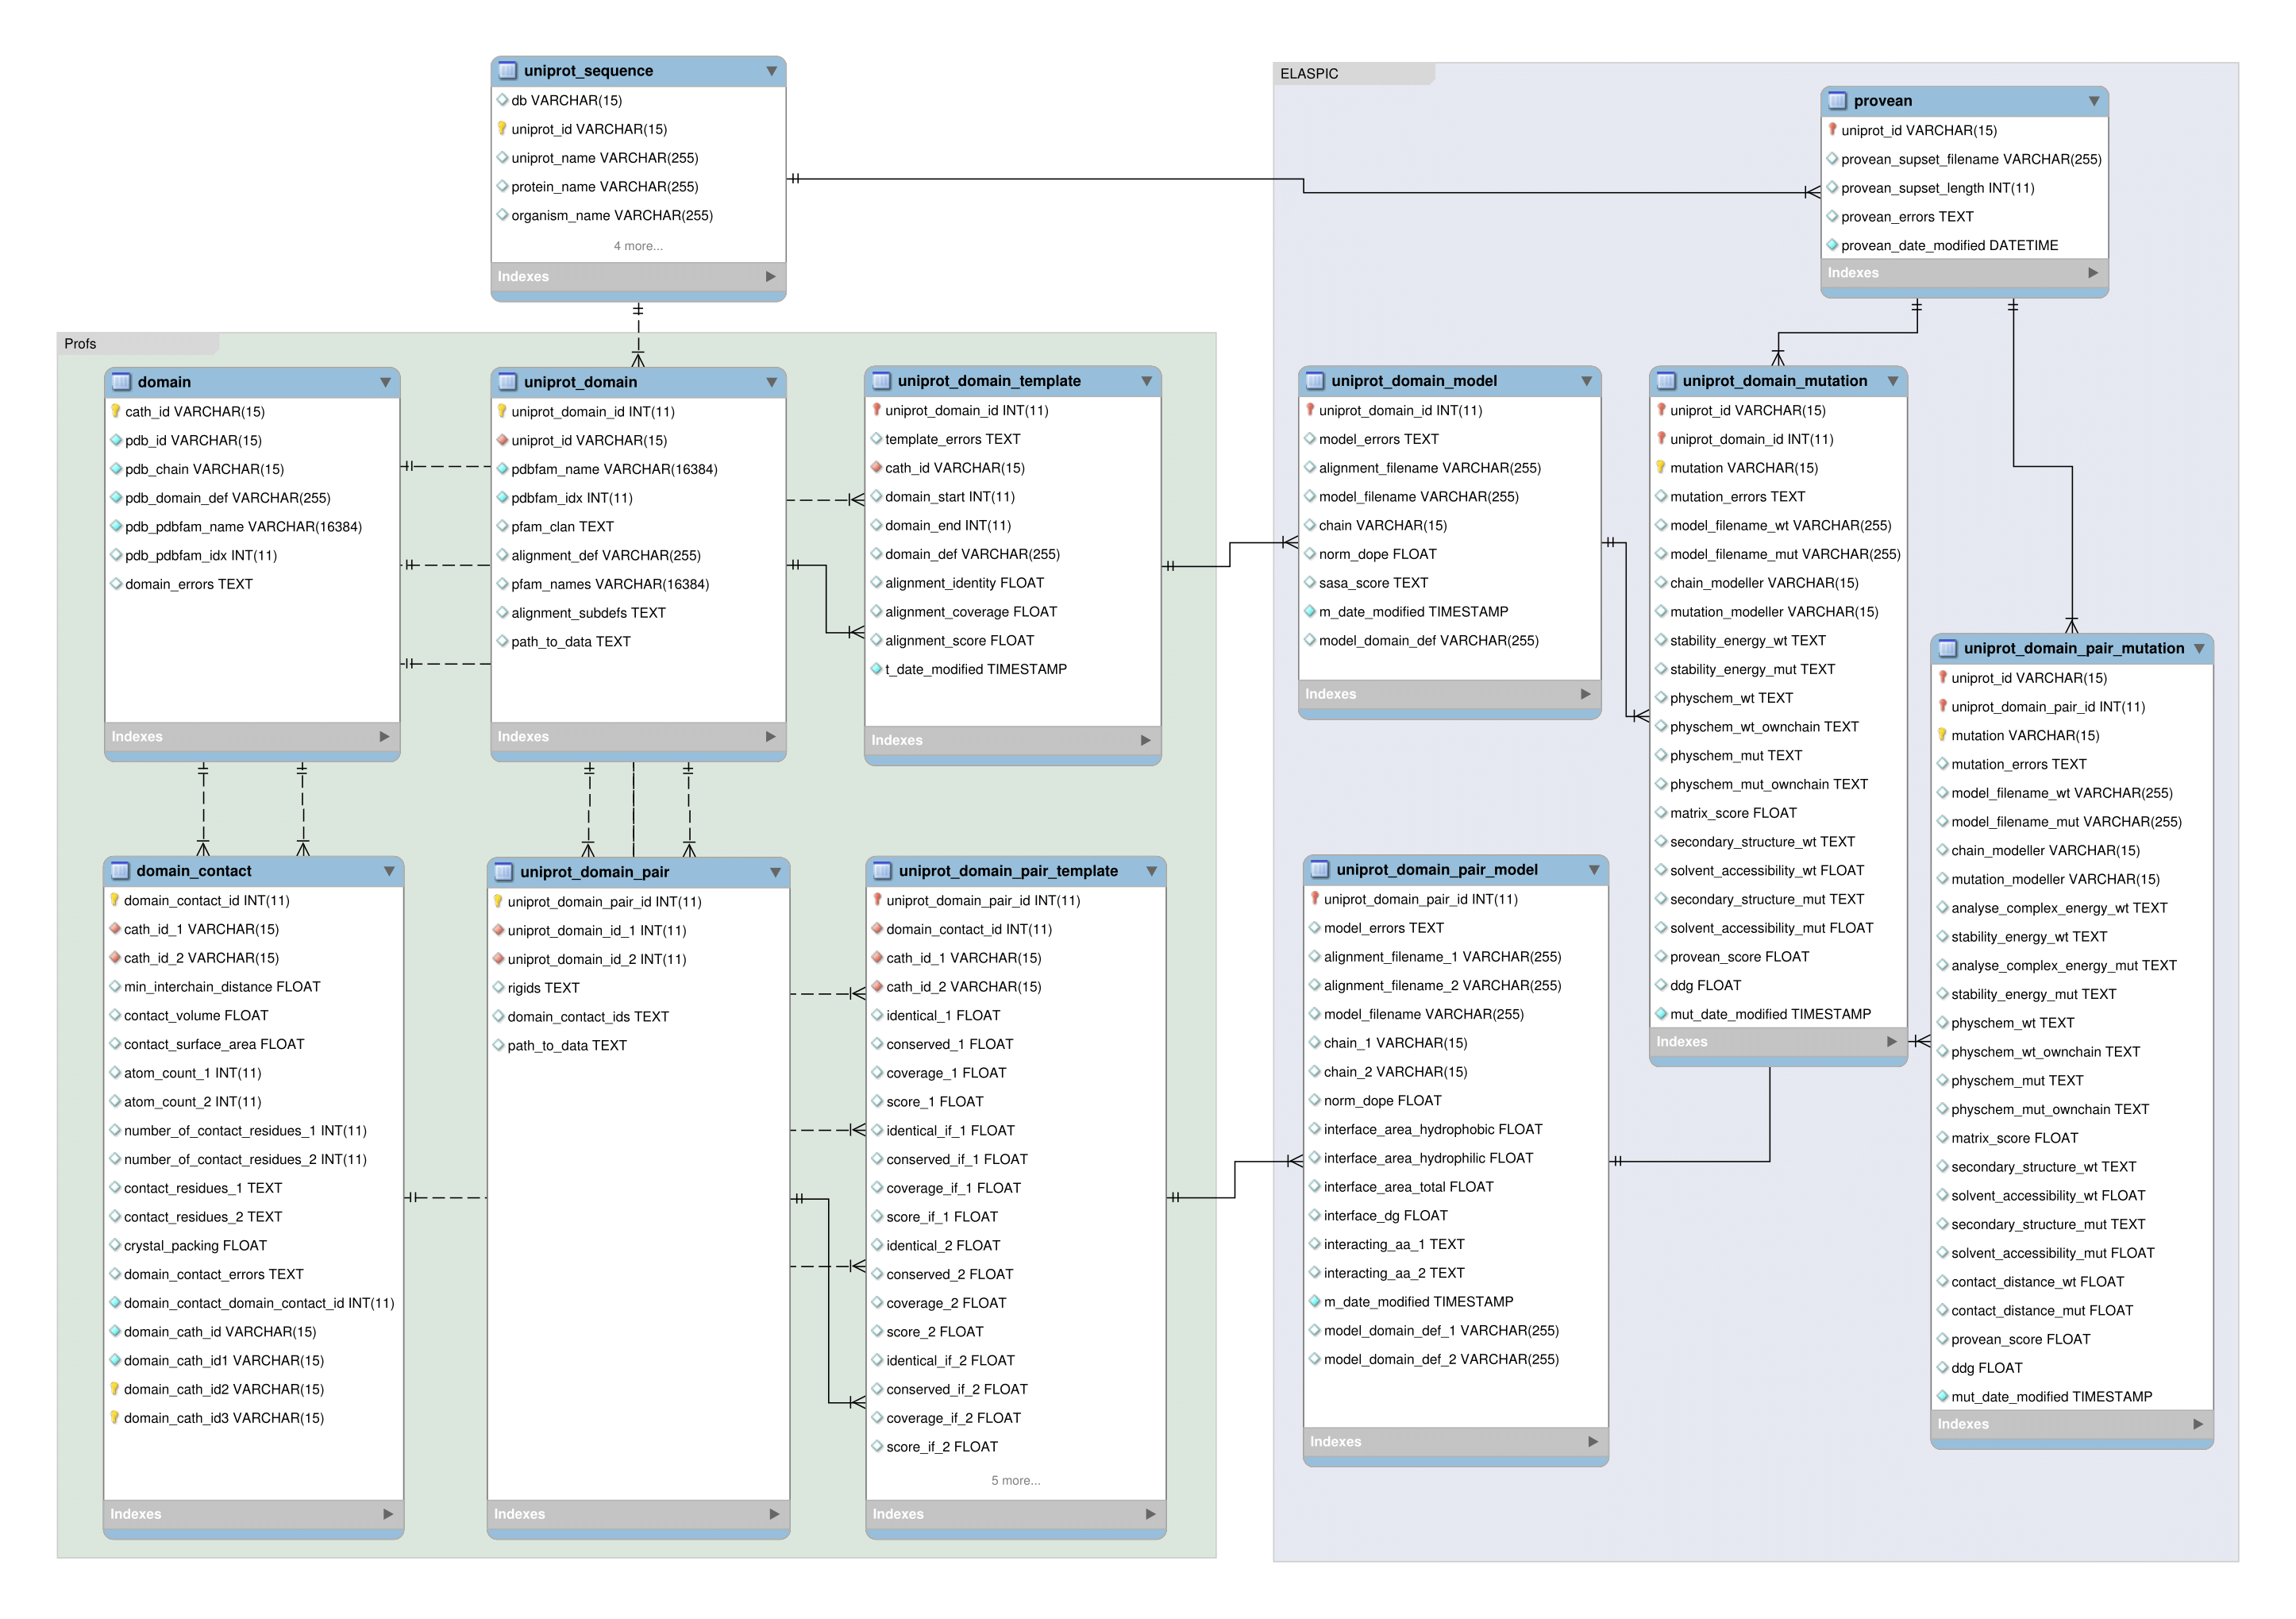 uniprot_sequence
db VARCHAR(15)
uniprot_id VARCHAR(15)
uniprot_name VARCHAR(255)
protein_name VARCHAR(255)
organism_name VARCHAR(255)
4 more...
Indexes
ELASPIC
provean
uniprot_id VARCHAR(15)
provean_supset_filename VARCHAR(255)
provean_supset_length INT(11)
provean_errors TEXT
provean_date_modified DATETIME
Indexes
Profs
domain
cath_id VARCHAR(15)
pdb_id VARCHAR(15)
pdb_chain VARCHAR(15)
pdb_domain_def VARCHAR(255)
pdb_pdbfam_name VARCHAR(16384)
pdb_pdbfam_idx INT(11)
domain_errors TEXT
Indexes
uniprot_domain
uniprot_domain_id INT(11)
uniprot_id VARCHAR(15)
pdbfam_name VARCHAR(16384)
pdbfam_idx INT(11)
pfam_clan TEXT
alignment_def VARCHAR(255)
pfam_names VARCHAR(16384)
alignment_subdefs TEXT
path_to_data TEXT
Indexes
uniprot_domain_template
uniprot_domain_id INT(11)
template_errors TEXT
cath_id VARCHAR(15)
domain_start INT(11)
domain_end INT(11)
domain_def VARCHAR(255)
alignment_identity FLOAT
alignment_coverage FLOAT
alignment_score FLOAT
t_date_modified TIMESTAMP
Indexes
uniprot_domain_model
uniprot_domain_id INT(11)
model_errors TEXT
alignment_filename VARCHAR(255)
model_filename VARCHAR(255)
chain VARCHAR(15)
norm_dope FLOAT
sasa_score TEXT
m_date_modified TIMESTAMP
model_domain_def VARCHAR(255)
Indexes
uniprot_domain_mutation
uniprot_id VARCHAR(15)
uniprot_domain_id INT(11)
mutation VARCHAR(15)
mutation_errors TEXT
model_filename_wt VARCHAR(255)
model_filename_mut VARCHAR(255)
chain_modeller VARCHAR(15)
mutation_modeller VARCHAR(15)
stability_energy_wt TEXT
stability_energy_mut TEXT
physchem_wt TEXT
physchem_wt_ownchain TEXT
physchem_mut TEXT
physchem_mut_ownchain TEXT
matrix_score FLOAT
secondary_structure_wt TEXT
solvent_accessibility_wt FLOAT
secondary_structure_mut TEXT
solvent_accessibility_mut FLOAT
provean_score FLOAT
ddg FLOAT
mut_date_modified TIMESTAMP
Indexes
uniprot_domain_pair_mutation
uniprot_id VARCHAR(15)
uniprot_domain_pair_id INT(11)
mutation VARCHAR(15)
mutation_errors TEXT
model_filename_wt VARCHAR(255)
model_filename_mut VARCHAR(255)
chain_modeller VARCHAR(15)
mutation_modeller VARCHAR(15)
analyse_complex_energy_wt TEXT
stability_energy_wt TEXT
analyse_complex_energy_mut TEXT
stability_energy_mut TEXT
physchem_wt TEXT
physchem_wt_ownchain TEXT
physchem_mut TEXT
physchem_mut_ownchain TEXT
matrix_score FLOAT
secondary_structure_wt TEXT
solvent_accessibility_wt FLOAT
secondary_structure_mut TEXT
solvent_accessibility_mut FLOAT
contact_distance_wt FLOAT
contact_distance_mut FLOAT
provean_score FLOAT
ddg FLOAT
mut_date_modified TIMESTAMP
Indexes
domain_contact
domain_contact_id INT(11)
cath_id_1 VARCHAR(15)
cath_id_2 VARCHAR(15)
min_interchain_distance FLOAT
contact_volume FLOAT
contact_surface_area FLOAT
atom_count_1 INT(11)
atom_count_2 INT(11)
number_of_contact_residues_1 INT(11)
number_of_contact_residues_2 INT(11)
contact_residues_1 TEXT
contact_residues_2 TEXT
crystal_packing FLOAT
domain_contact_errors TEXT
domain_contact_domain_contact_id INT(11)
domain_cath_id VARCHAR(15)
domain_cath_id1 VARCHAR(15)
domain_cath_id2 VARCHAR(15)
domain_cath_id3 VARCHAR(15)
Indexes
uniprot_domain_pair
uniprot_domain_pair_id INT(11)
uniprot_domain_id_1 INT(11)
uniprot_domain_id_2 INT(11)
rigids TEXT
domain_contact_ids TEXT
path_to_data TEXT
Indexes
uniprot_domain_pair_template
uniprot_domain_pair_id INT(11)
domain_contact_id INT(11)
cath_id_1 VARCHAR(15)
cath_id_2 VARCHAR(15)
identical_1 FLOAT
conserved_1 FLOAT
coverage_1 FLOAT
score_1 FLOAT
identical_if_1 FLOAT
conserved_if_1 FLOAT
coverage_if_1 FLOAT
score_if_1 FLOAT
identical_2 FLOAT
conserved_2 FLOAT
coverage_2 FLOAT
score_2 FLOAT
identical_if_2 FLOAT
conserved_if_2 FLOAT
coverage_if_2 FLOAT
score_if_2 FLOAT
5 more...
Indexes
uniprot_domain_pair_model
uniprot_domain_pair_id INT(11)
model_errors TEXT
alignment_filename_1 VARCHAR(255)
alignment_filename_2 VARCHAR(255)
model_filename VARCHAR(255)
chain_1 VARCHAR(15)
chain_2 VARCHAR(15)
norm_dope FLOAT
interface_area_hydrophobic FLOAT
interface_area_hydrophilic FLOAT
interface_area_total FLOAT
interface_dg FLOAT
interacting_aa_1 TEXT
interacting_aa_2 TEXT
m_date_modified TIMESTAMP
model_domain_def_1 VARCHAR(255)
model_domain_def_2 VARCHAR(255)
Indexes